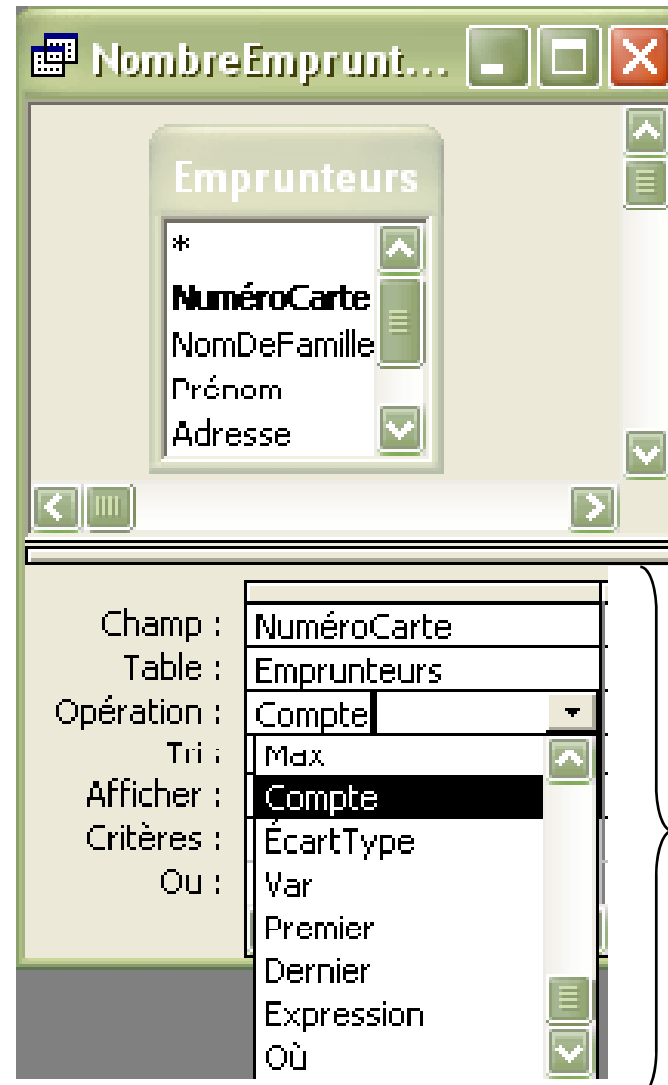 NombreEmprunt...
Emprunteurs
*
NuméroCarte
NomDeFamille
Prénom
Adresse
Champ : NuméroCarte
Table : Emprunteurs
Opération : Compte
Tri : Max
Afficher : Compte
Critères : ÉcartType
Ou : Var
Premier
Dernier
Expression
Où